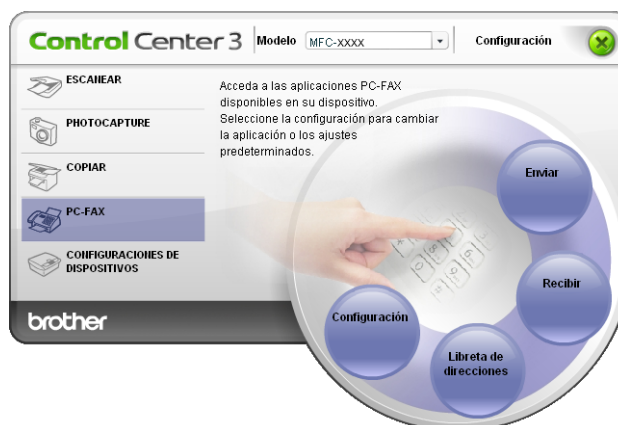 Control Center 3 Modelo MFC-XXXX Configuración
ESCANEAR
PHOTOCAPTURE
COPIAR
PC-FAX
CONFIGURACIONES DE
DISPOSITIVOS
brother
Acceda a las aplicaciones PC-FAX
disponibles en su dispositivo.
Seleccione la configuración para cambiar
la aplicación o los ajustes
predeterminados.
Enviar
Recibir
Libreta de
direcciones
Configuración